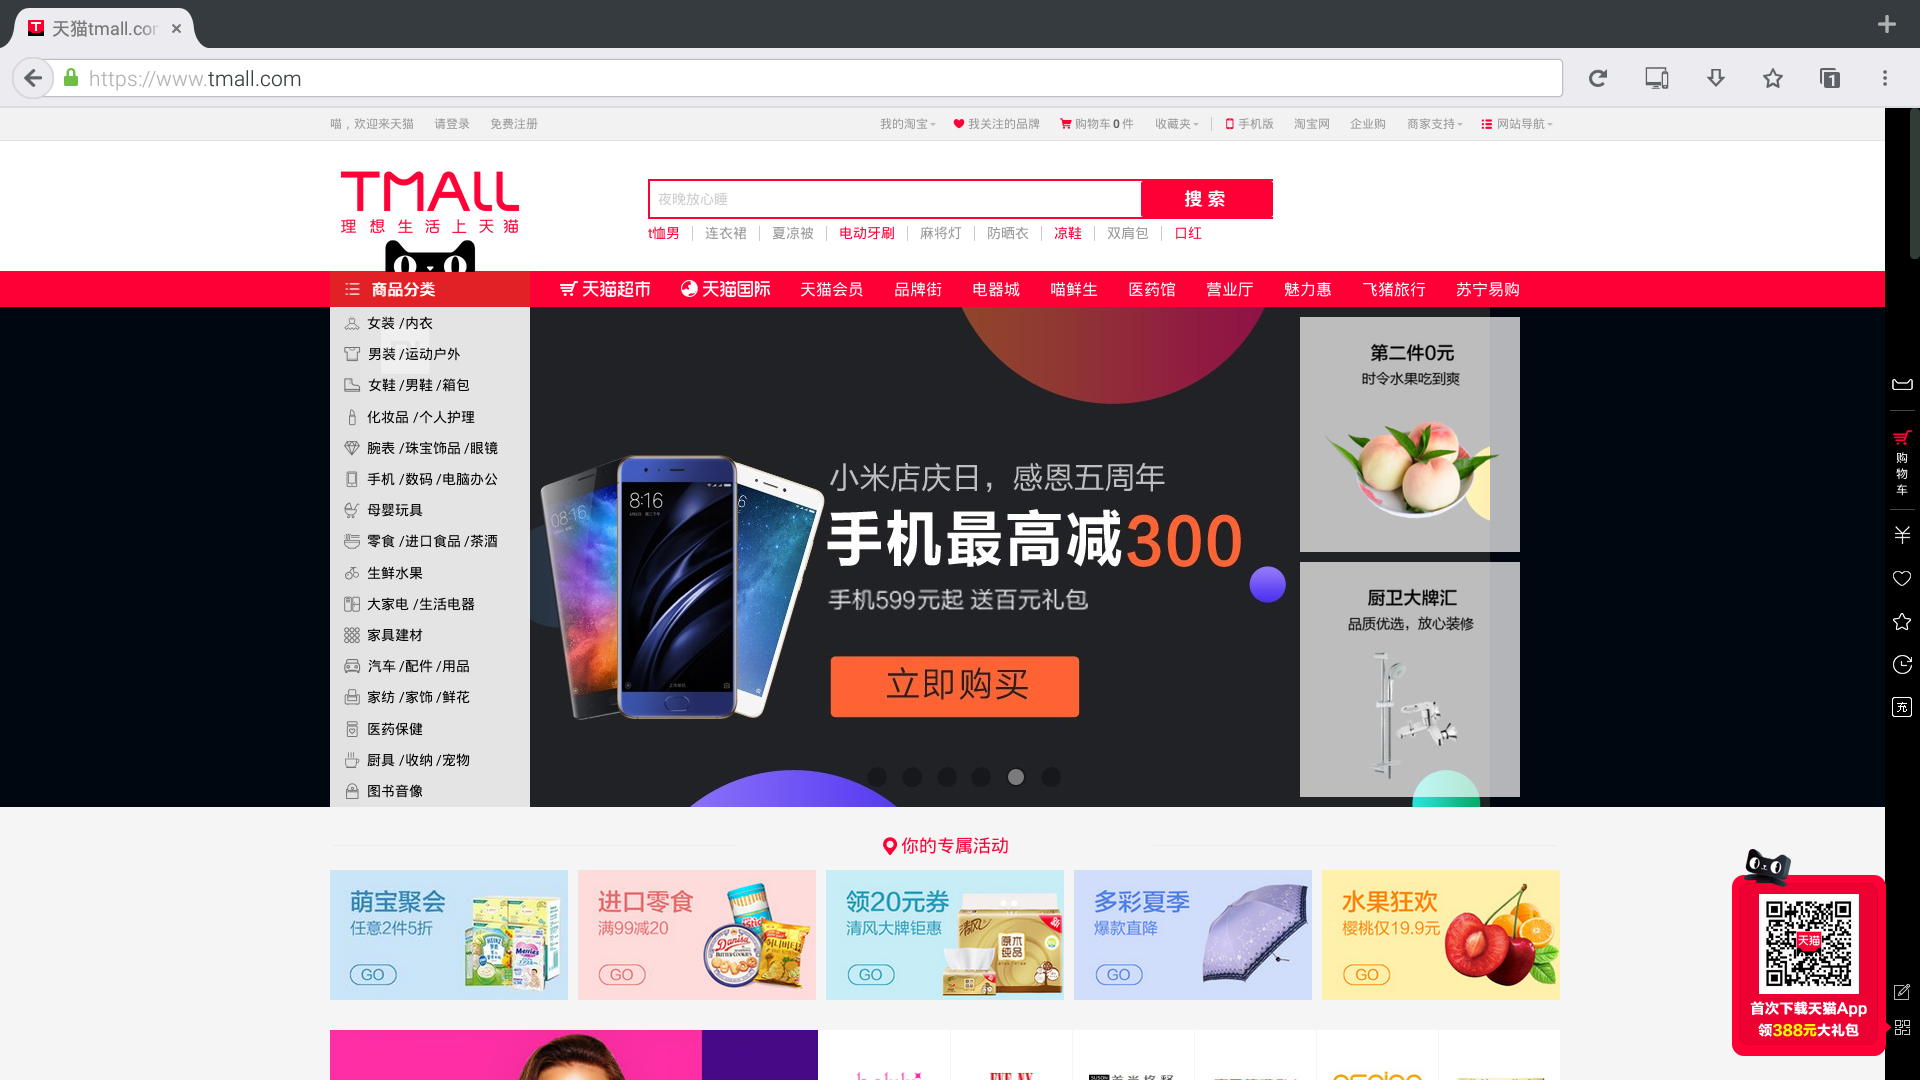 天猫tmall.cor
https://www.tmall.com
1
喵，欢迎来天猫 请登录 免费注册 我的淘宝 我关注的品牌 购物车0件 收藏夹 手机版 淘宝网 企业购 商家支持 网站导航
TMALL
理想生活上天猫
夜晚放心睡 搜索
t恤男 连衣裙 夏凉被 电动牙刷 麻将灯 防晒衣 凉鞋 双肩包 口红
商品分类 天猫超市 天猫国际 天猫会员 品牌街 电器城 喵鲜生 医药馆 营业厅 魅力惠 飞猪旅行 苏宁易购
女装 /内衣
男装 /运动户外
女鞋 /男鞋 /箱包
化妆品 /个人护理
腕表 /珠宝饰品 /眼镜
手机 /数码 /电脑办公
母婴玩具
零食 /进口食品 /茶酒
生鲜水果
大家电 /生活电器
家具建材
汽车 /配件 /用品
家纺 /家饰 /鲜花
医药保健
厨具 /收纳 /宠物
图书音像
08:16
8:16
小米店庆日，感恩五周年
手机最高减300
手机599元起 送百元礼包
立即购买
第二件0元
时令水果吃到爽
厨卫大牌汇
品质优选，放心装修
购物车
充
你的专属活动
萌宝聚会
任意2件5折
GO
进口零食
满99减20
GO
Danisa
BUTTER COOKIES
领20元券
清风大牌钜惠
GO
清风
原木纯品
新
多彩夏季
爆款直降
GO
水果狂欢
樱桃仅19.9元
GO
天猫
首次下载天猫App
领388元大礼包